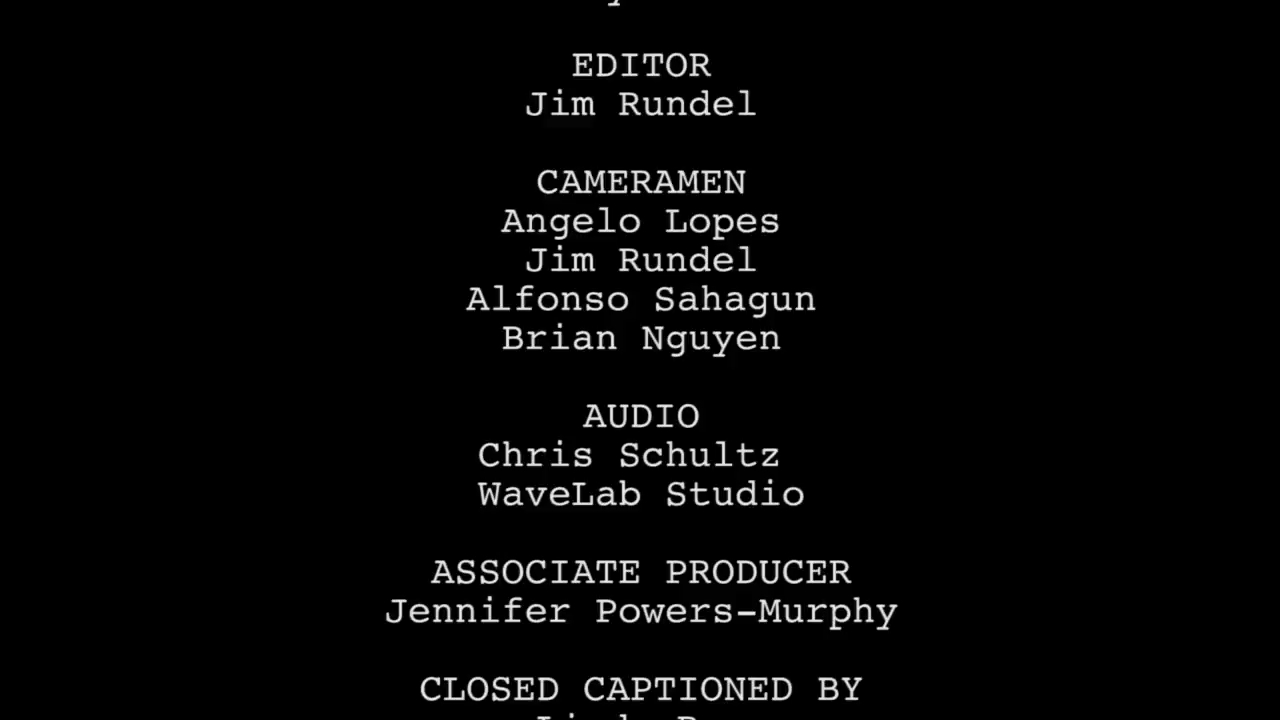 EDITOR
Jim Rundel
CAMERAMEN
Angelo Lopes
Jim Rundel
Alfonso Sahagun
Brian Nguyen
AUDIO
Chris Schultz
WaveLab Studio
ASSOCIATE PRODUCER
Jennifer Powers-Murphy
CLOSED CAPTIONED BY